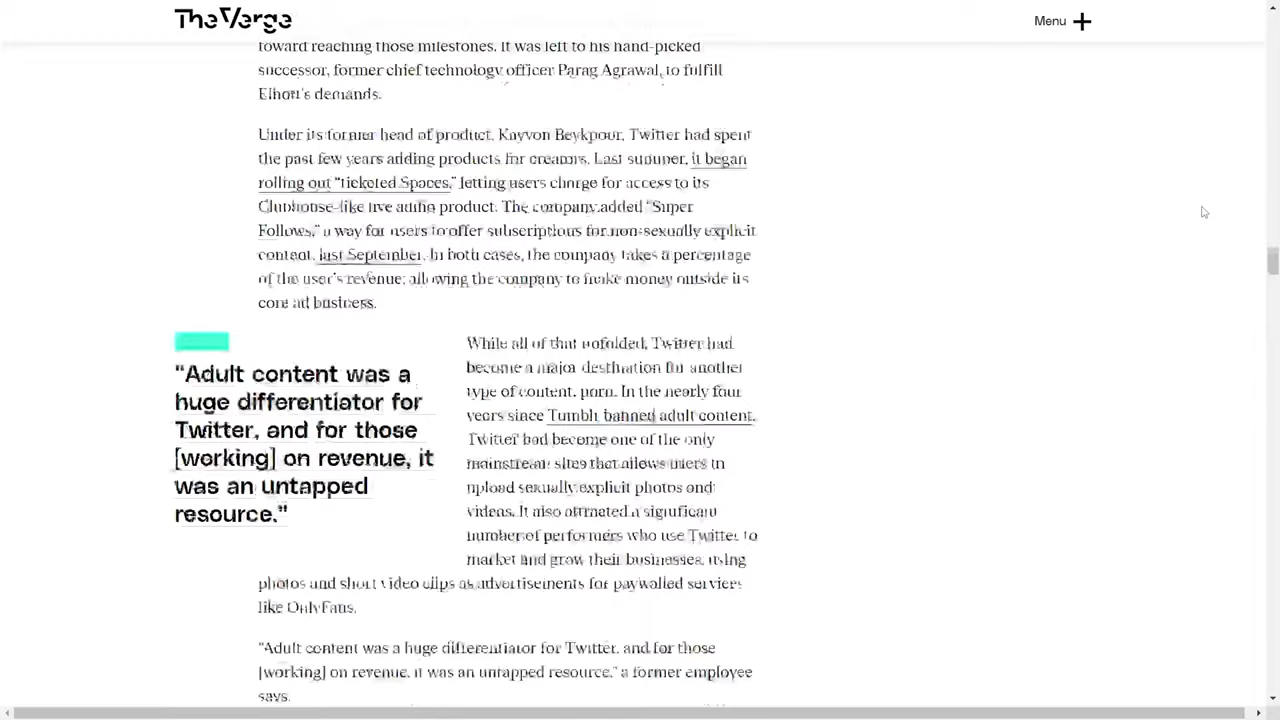 The Verge
Menu
toward reaching those milestones. It was left to his hand-picked
successor, former chief technology officer Parag Agrawal, to fulfill
Elliott's demands.
Under its former head of product, Kayvon Beykpour, Twitter had spent
the past few years adding products for creators. Last summer, it began
rolling out "ticketed Spaces," letting users charge for access to its
Clubhouse-like live audio product. The company added "Super
Follows," a way for users to offer subscriptions for non-sexually explicit
content, last September. In both cases, the company takes a percentage
of the user's revenue, allowing the company to make money outside its
core ad business.
"Adult content was a
huge differentiator for
Twitter, and for those
[working] on revenue, it
was an untapped
resource."
While all of that unfolded, Twitter had
become a major destination for another
type of content, porn. In the nearly four
years since Tumblr banned adult content,
Twitter had become one of the only
mainstream sites that allows users to
upload sexually explicit photos and
videos. It also attracted a significant
number of performers who use Twitter to
market and grow their businesses, using
photos and short video clips as advertisements for paywalled services
like OnlyFans.
"Adult content was a huge differentiator for Twitter, and for those
[working] on revenue, it was an untapped resource," a former employee
says.